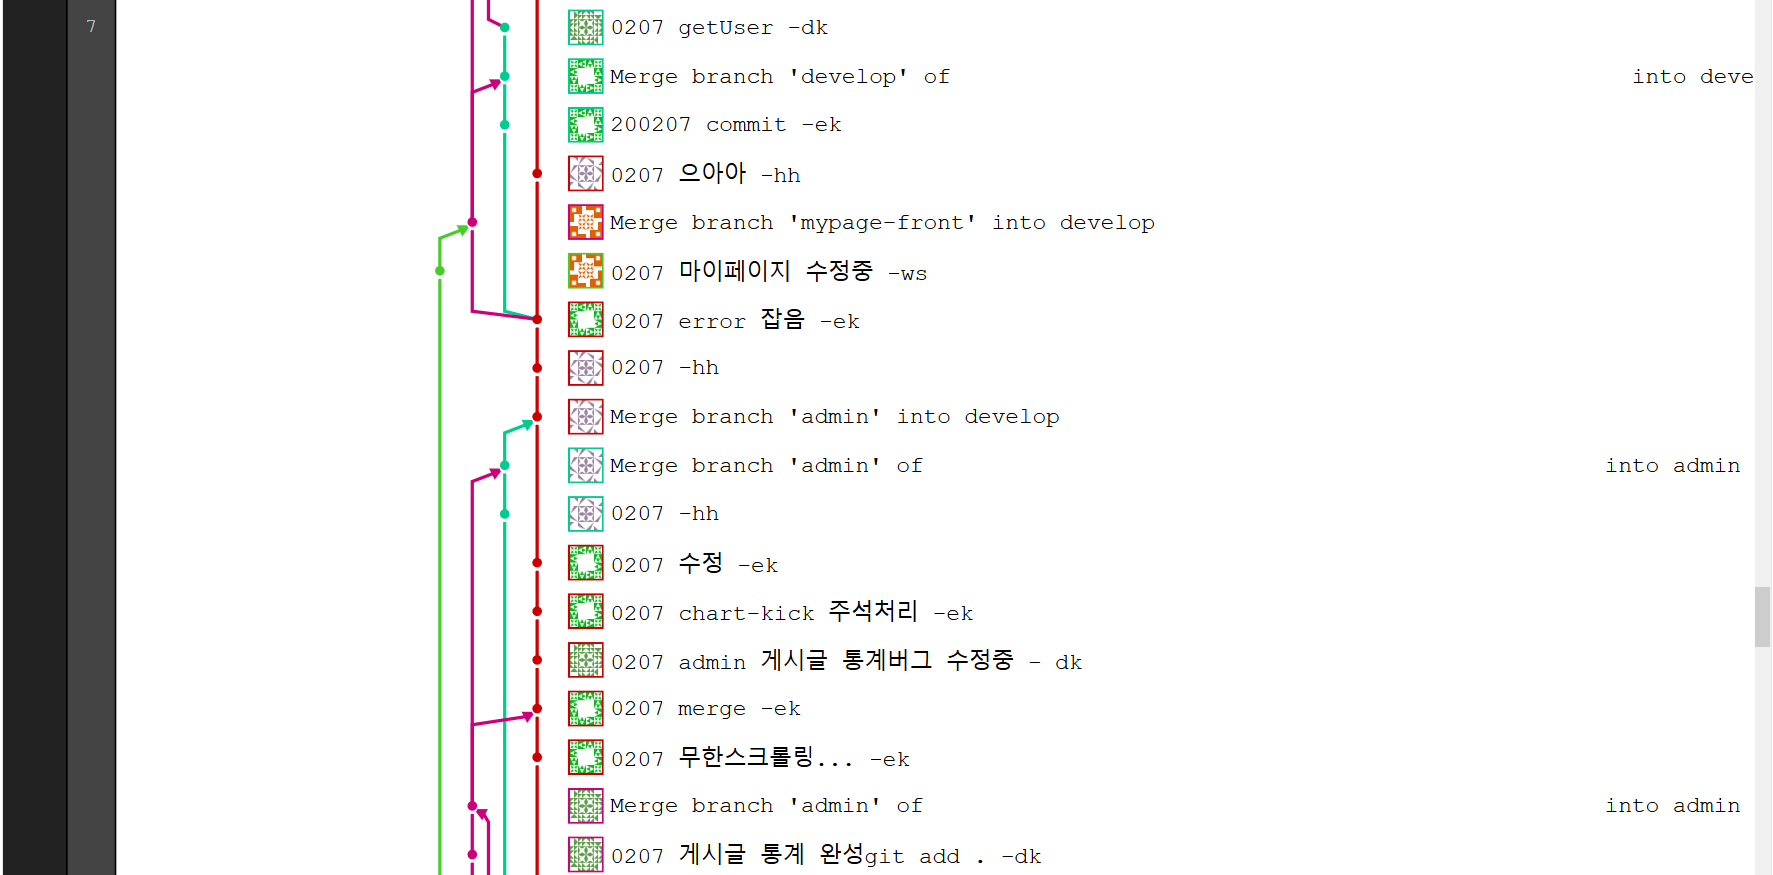 7
0207 getUser -dk
Merge branch 'develop' of into deve
200207 commit -ek
0207 으아아 -hh
Merge branch 'mypage-front' into develop
0207 마이페이지 수정중 -ws
0207 error 잡음 -ek
0207 -hh
Merge branch 'admin' into develop
Merge branch 'admin' of into admin
0207 -hh
0207 수정 -ek
0207 chart-kick 주석처리 -ek
0207 admin 게시글 통계버그 수정중 - dk
0207 merge -ek
0207 무한스크롤링... -ek
Merge branch 'admin' of into admin
0207 게시글 통계 완성git add . -dk